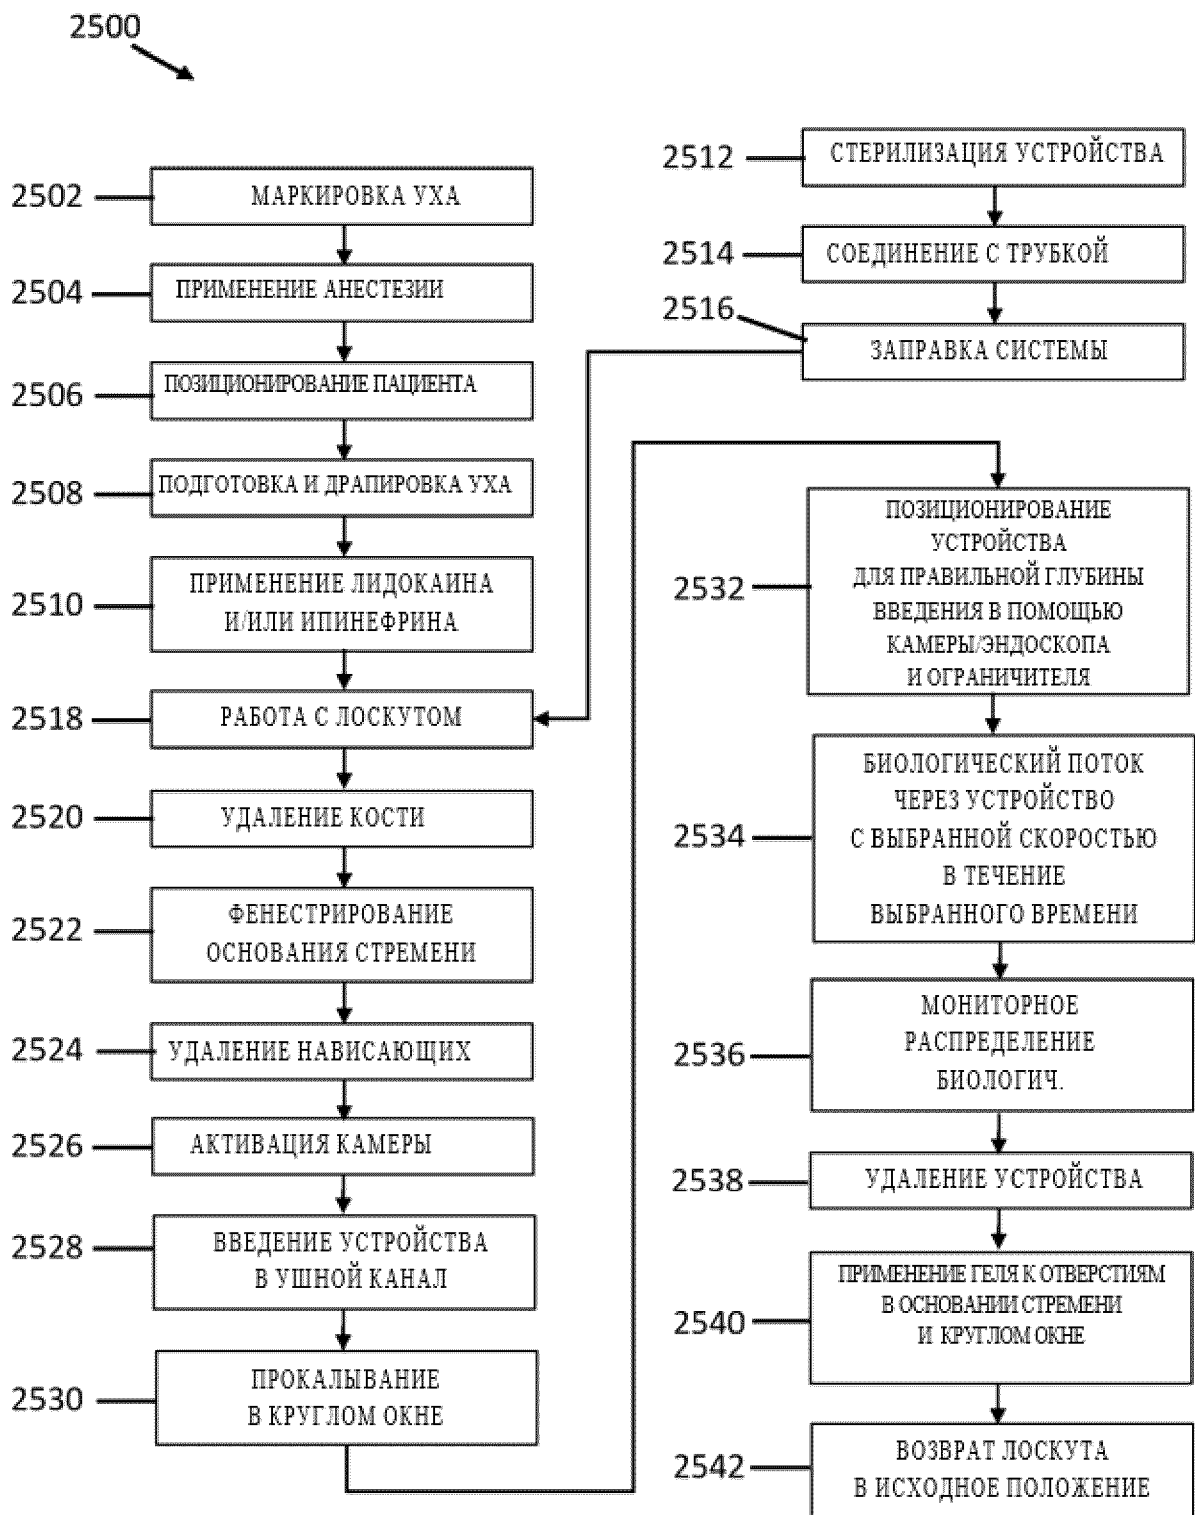 2500
2502
МАРКИРОВКА УХА
2504
ПРИМЕНЕНИЕ АНЕСТЕЗИИ
2506
ПОЗИЦИОНИРОВАНИЕ ПАЦИЕНТА
2508
ПОДГОТОВКА И ДРАПИРОВКА УХА
2510
ПРИМЕНЕНИЕ ЛИДОКАИНА
И/ИЛИ ИПИНЕФРИНА
2518
РАБОТА С ЛОСКУТОМ
2520
УДАЛЕНИЕ КОСТИ
2522
ФЕНЕСТРИРОВАНИЕ
ОСНОВАНИЯ СТРЕМЕНИ
2524
УДАЛЕНИЕ НАВИСАЮЩИХ
2526
АКТИВАЦИЯ КАМЕРЫ
2528
ВВЕДЕНИЕ УСТРОЙСТВА
В УШНОЙ КАНАЛ
2530
ПРОКАЛЫВАНИЕ
В КРУГЛОМ ОКНЕ
2512
СТЕРИЛИЗАЦИЯ УСТРОЙСТВА
2514
СОЕДИНЕНИЕ С ТРУБКОЙ
2516
ЗАПРАВКА СИСТЕМЫ
2532
ПОЗИЦИОНИРОВАНИЕ
УСТРОЙСТВА
ДЛЯ ПРАВИЛЬНОЙ ГЛУБИНЫ
ВВЕДЕНИЯ В ПОМОЩЬЮ
КАМЕРЫ/ЭНДОСКОПА
И ОГРАНИЧИТЕЛЯ
2534
БИОЛОГИЧЕСКИЙ ПОТОК
ЧЕРЕЗ УСТРОЙСТВО
С ВЫБРАННОЙ СКОРОСТЬЮ
В ТЕЧЕНИЕ
ВЫБРАННОГО ВРЕМЕНИ
2536
МОНИТОРНОЕ
РАСПРЕДЕЛЕНИЕ
БИОЛОГИЧ.
2538
УДАЛЕНИЕ УСТРОЙСТВА
2540
ПРИМЕНЕНИЕ ГЕЛЯ К ОТВЕРСТИЯМ
В ОСНОВАНИИ СТРЕМЕНИ
И КРУГЛОМ ОКНЕ
2542
ВОЗВРАТ ЛОСКУТА
В ИСХОДНОЕ ПОЛОЖЕНИЕ